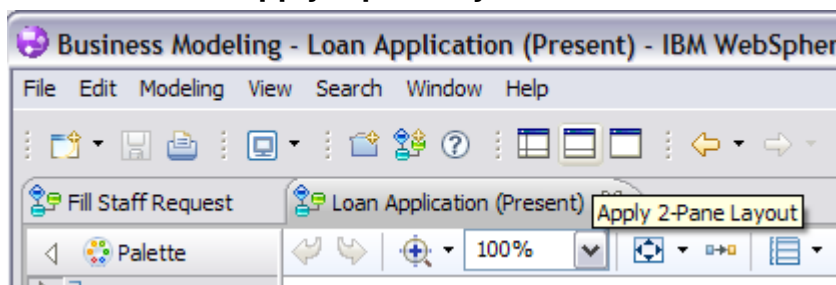 Business Modeling - Loan Application (Present) - IBM WebSpher
File Edit Modeling View Search Window Help
Fill Staff Request Loan Application (Present)
Apply 2-Pane Layout
Palette 100%